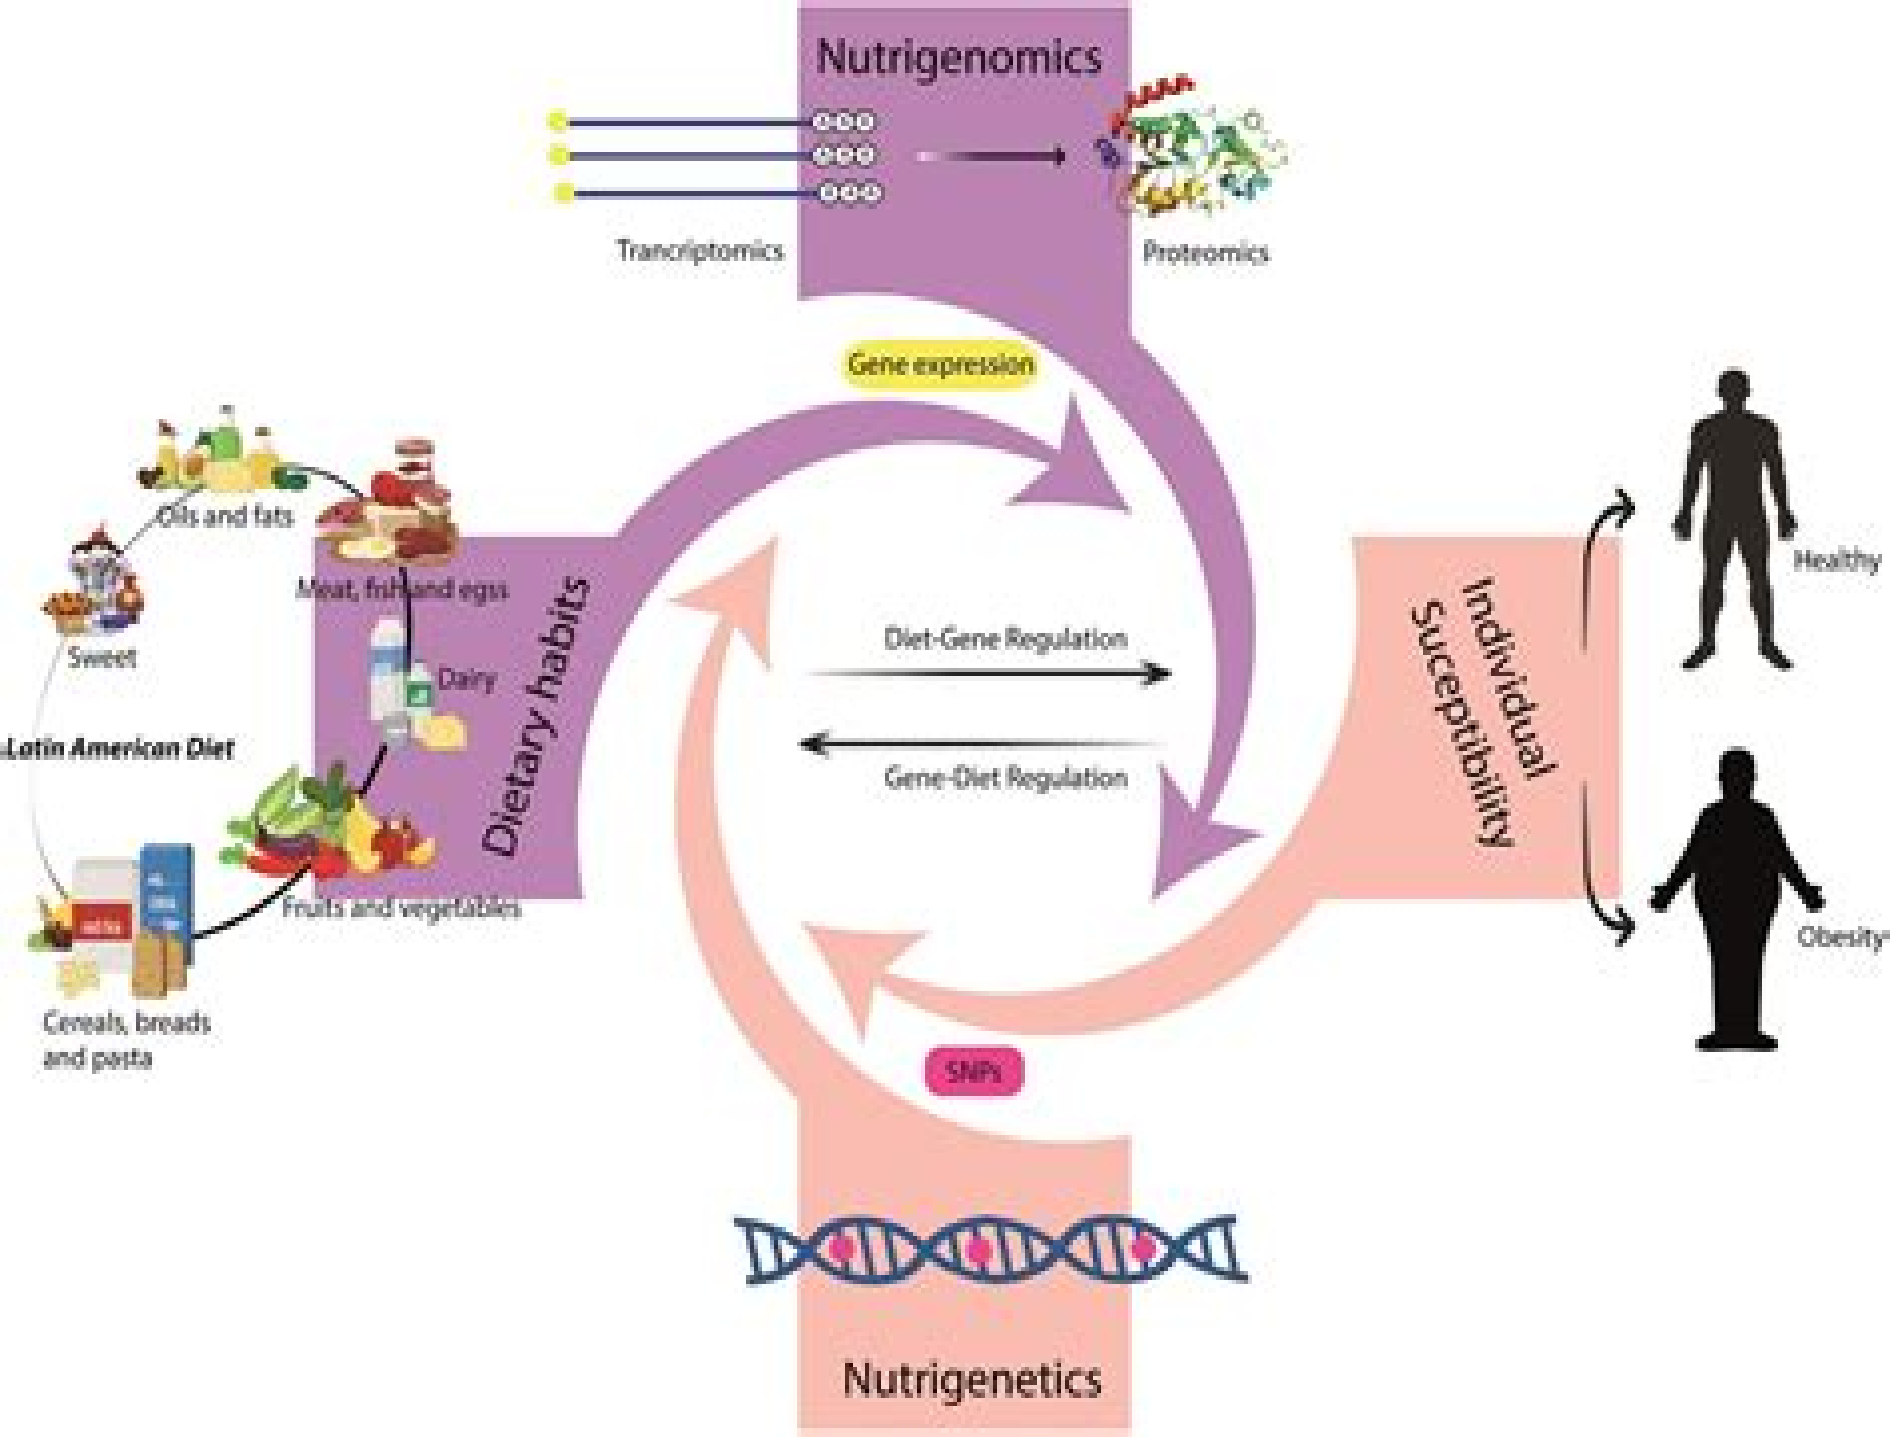 Nutrigenomics
Trancriptomics
Proteomics
Gene expression
Oils and fats
Meat, fish and egss
Sweet
Dairy
Latin American Diet
Fruits and vegetables
Cereals, breads
and pasta
Dietary habits
Diet-Gene Regulation
Gene-Diet Regulation
Individual
Suceptibility
Healthy
Obesity
SNPs
Nutrigenetics